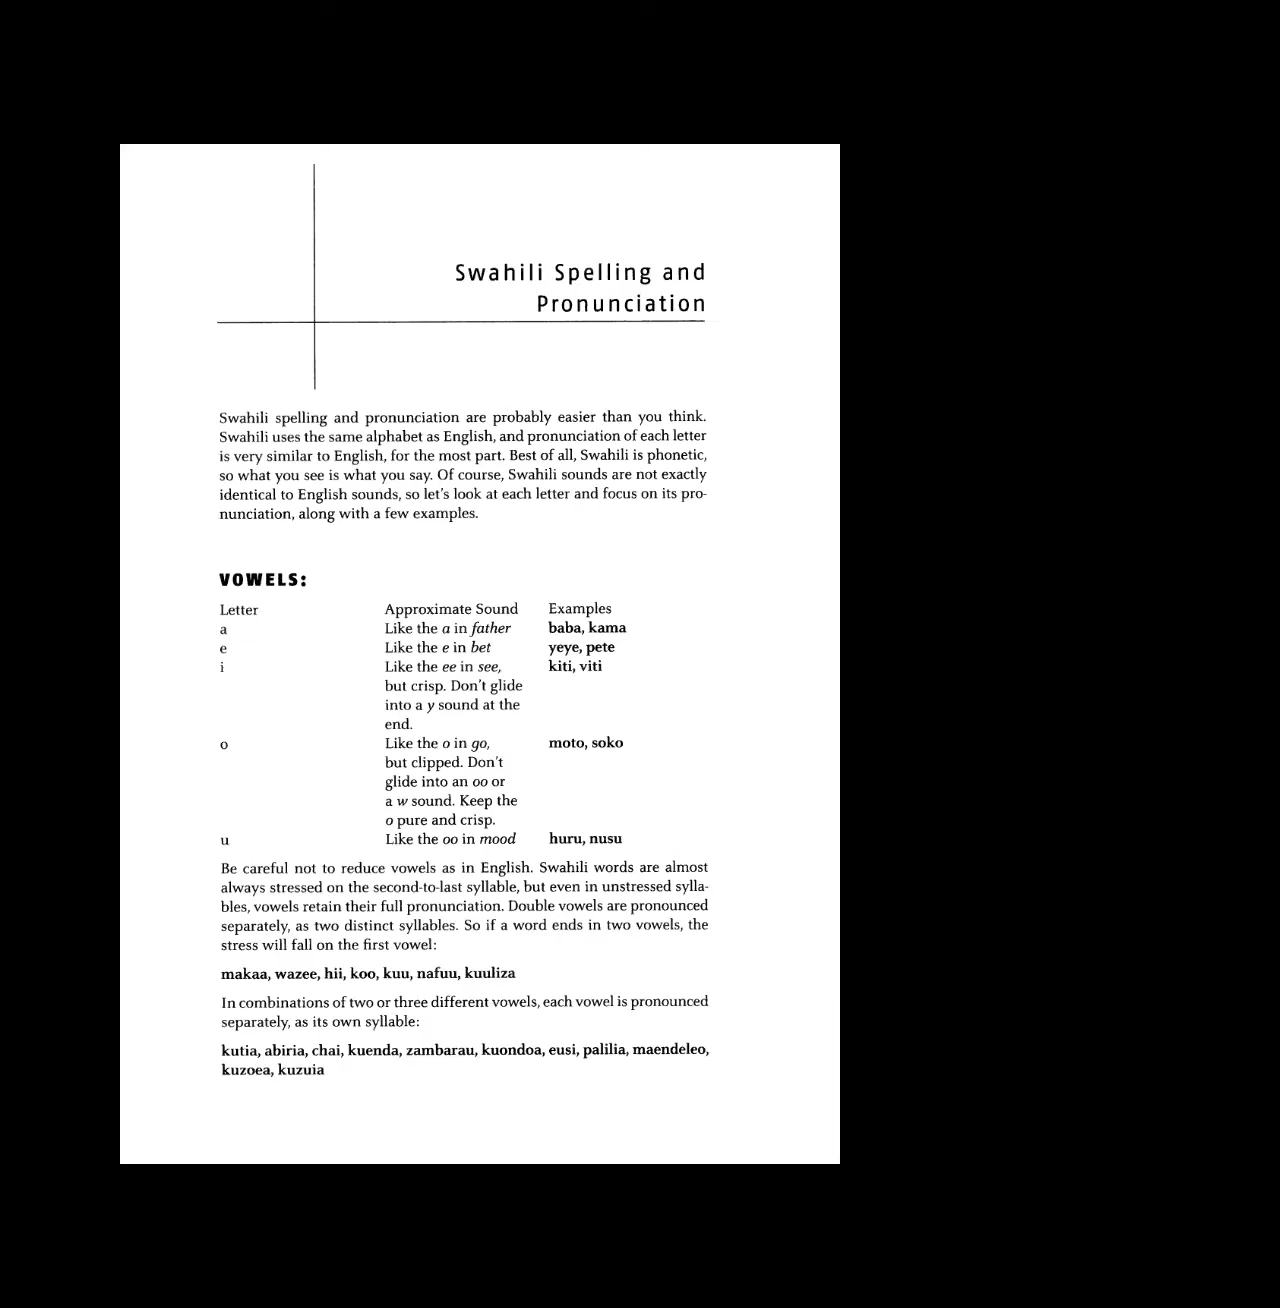 Swahili Spelling and
Pronunciation
Swahili spelling and pronunciation are probably easier than you think.
Swahili uses the same alphabet as English, and pronunciation of each letter
is very similar to English, for the most part. Best of all, Swahili is phonetic,
so what you see is what you say. Of course, Swahili sounds are not exactly
identical to English sounds, so let's look at each letter and focus on its pro-
nunciation, along with a few examples.
VOWELS:
Letter Approximate Sound Examples
a Like the a in father baba, kama
e Like the e in bet yeye, pete
i Like the ee in see, kiti, viti
but crisp. Don't glide
into a y sound at the
end.
o Like the o in go, moto, soko
but clipped. Don't
glide into an oo or
a w sound. Keep the
o pure and crisp.
u Like the oo in mood huru, nusu
Be careful not to reduce vowels as in English. Swahili words are almost
always stressed on the second-to-last syllable, but even in unstressed sylla-
bles, vowels retain their full pronunciation. Double vowels are pronounced
separately, as two distinct syllables. So if a word ends in two vowels, the
stress will fall on the first vowel:
makaa, wazee, hii, koo, kuu, nafuu, kuuliza
In combinations of two or three different vowels, each vowel is pronounced
separately, as its own syllable:
kutia, abiria, chai, kuenda, zambarau, kuondoa, eusi, palilia, maendeleo,
kuzoea, kuzuia